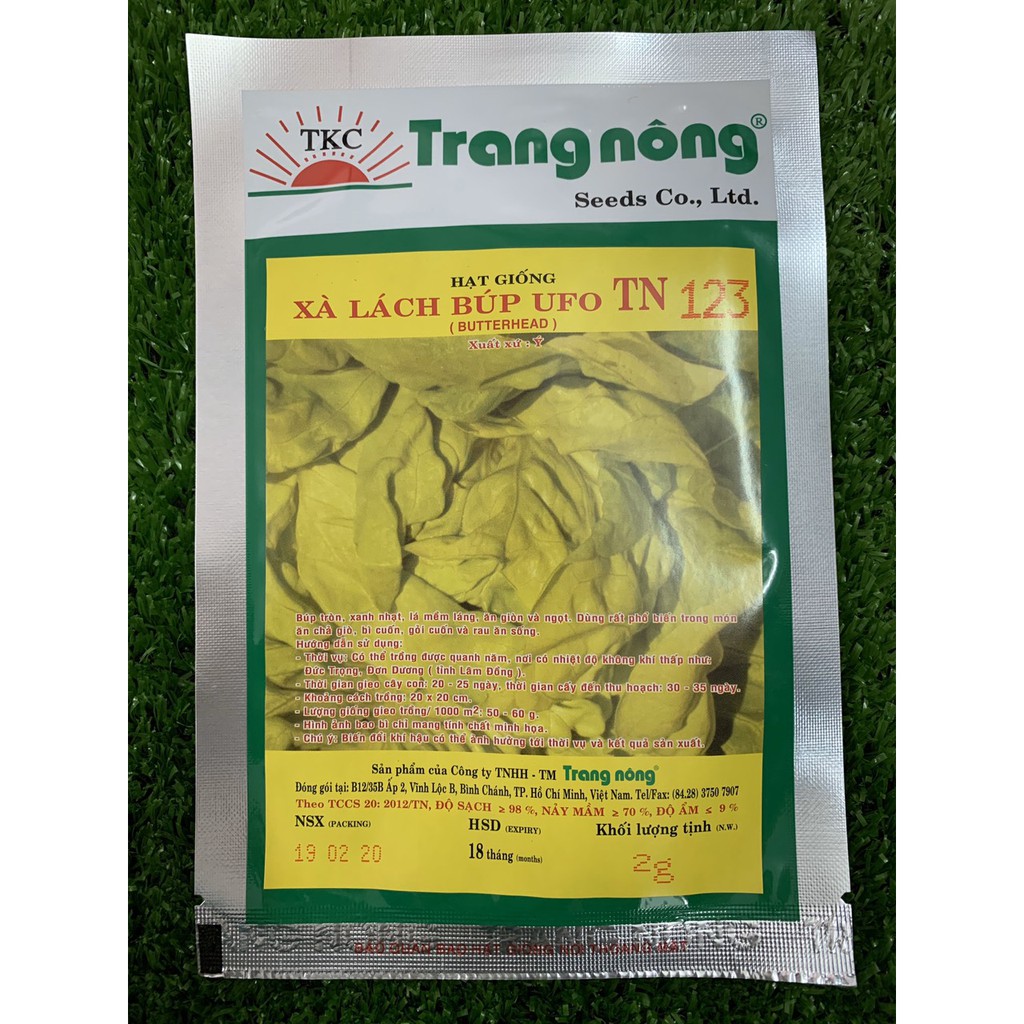 TKC
Trang nông®
Seeds Co., Ltd.
HẠT GIỐNG
XÀ LÁCH BÚP UFO TN 123
( BUTTERHEAD )
Xuất xứ : Ý
Búp tròn, xanh nhạt, lá mềm láng, ăn giòn và ngọt. Dùng rất phổ biến trong món
ăn chả giò, bì cuốn, gỏi cuốn và rau ăn sống.
Hướng dẫn sử dụng:
- Thời vụ: Có thể trồng được quanh năm, nơi có nhiệt độ không khí thấp như:
Đức Trọng, Đơn Dương ( tỉnh Lâm Đồng ).
- Thời gian gieo cây con: 20 - 25 ngày, thời gian cấy đến thu hoạch: 30 - 35 ngày.
- Khoảng cách trồng: 20 x 20 cm.
- Lượng giống gieo trồng/ 1000 m²: 50 - 60 g.
- Hình ảnh bao bì chỉ mang tính chất minh họa.
- Chú ý: Biến đổi khí hậu có thể ảnh hưởng tới thời vụ và kết quả sản xuất.
Sản phẩm của Công ty TNHH - TM Trang nông®
Đóng gói tại: B12/35B Ấp 2, Vĩnh Lộc B, Bình Chánh, TP. Hồ Chí Minh, Việt Nam. Tel/Fax: (84.28) 3750 7907
Theo TCCS 20: 2012/TN, ĐỘ SẠCH ≥ 98 %, NẢY MẦM ≥ 70 %, ĐỘ ẨM ≤ 9 %
NSX (PACKING) HSD (EXPIRY) Khối lượng tịnh (N.W.)
19 02 20 18 tháng (months) 2g
BẢO QUẢN BAO HẠT GIỐNG NƠI THOÁNG MÁT